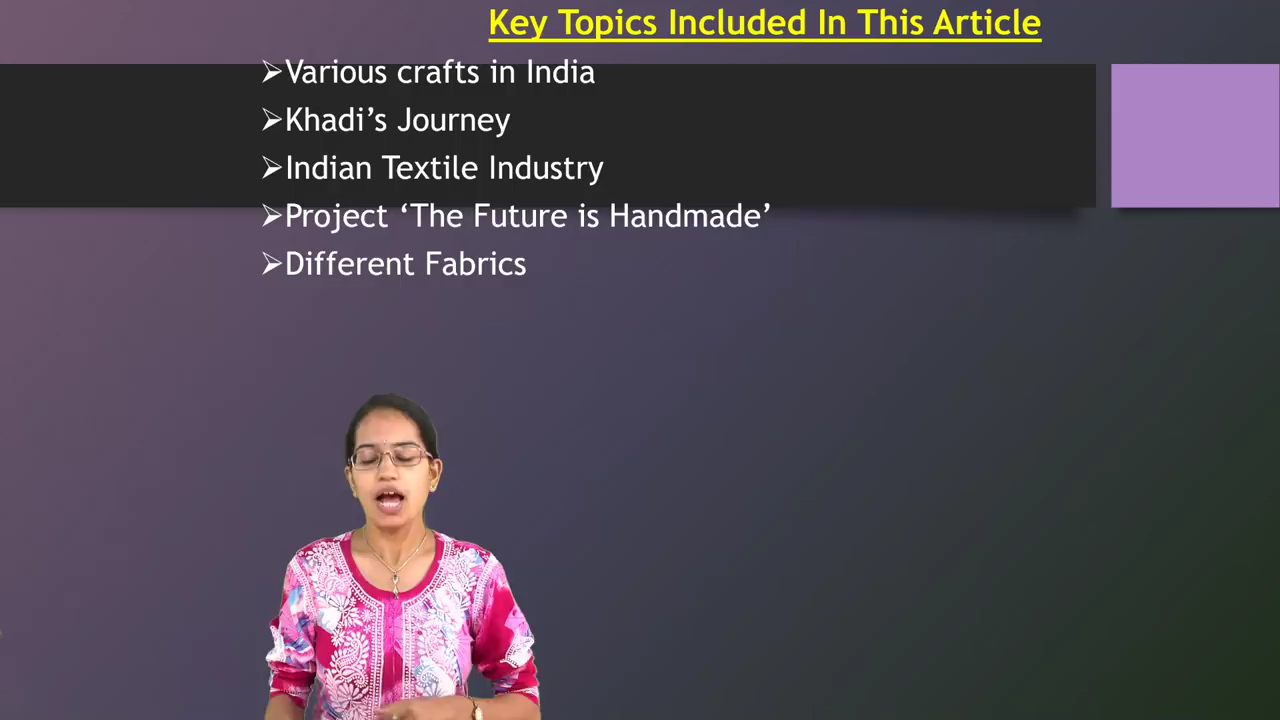 Key Topics Included In This Article
➢Various crafts in India
➢Khadi’s Journey
➢Indian Textile Industry
➢Project ‘The Future is Handmade’
➢Different Fabrics